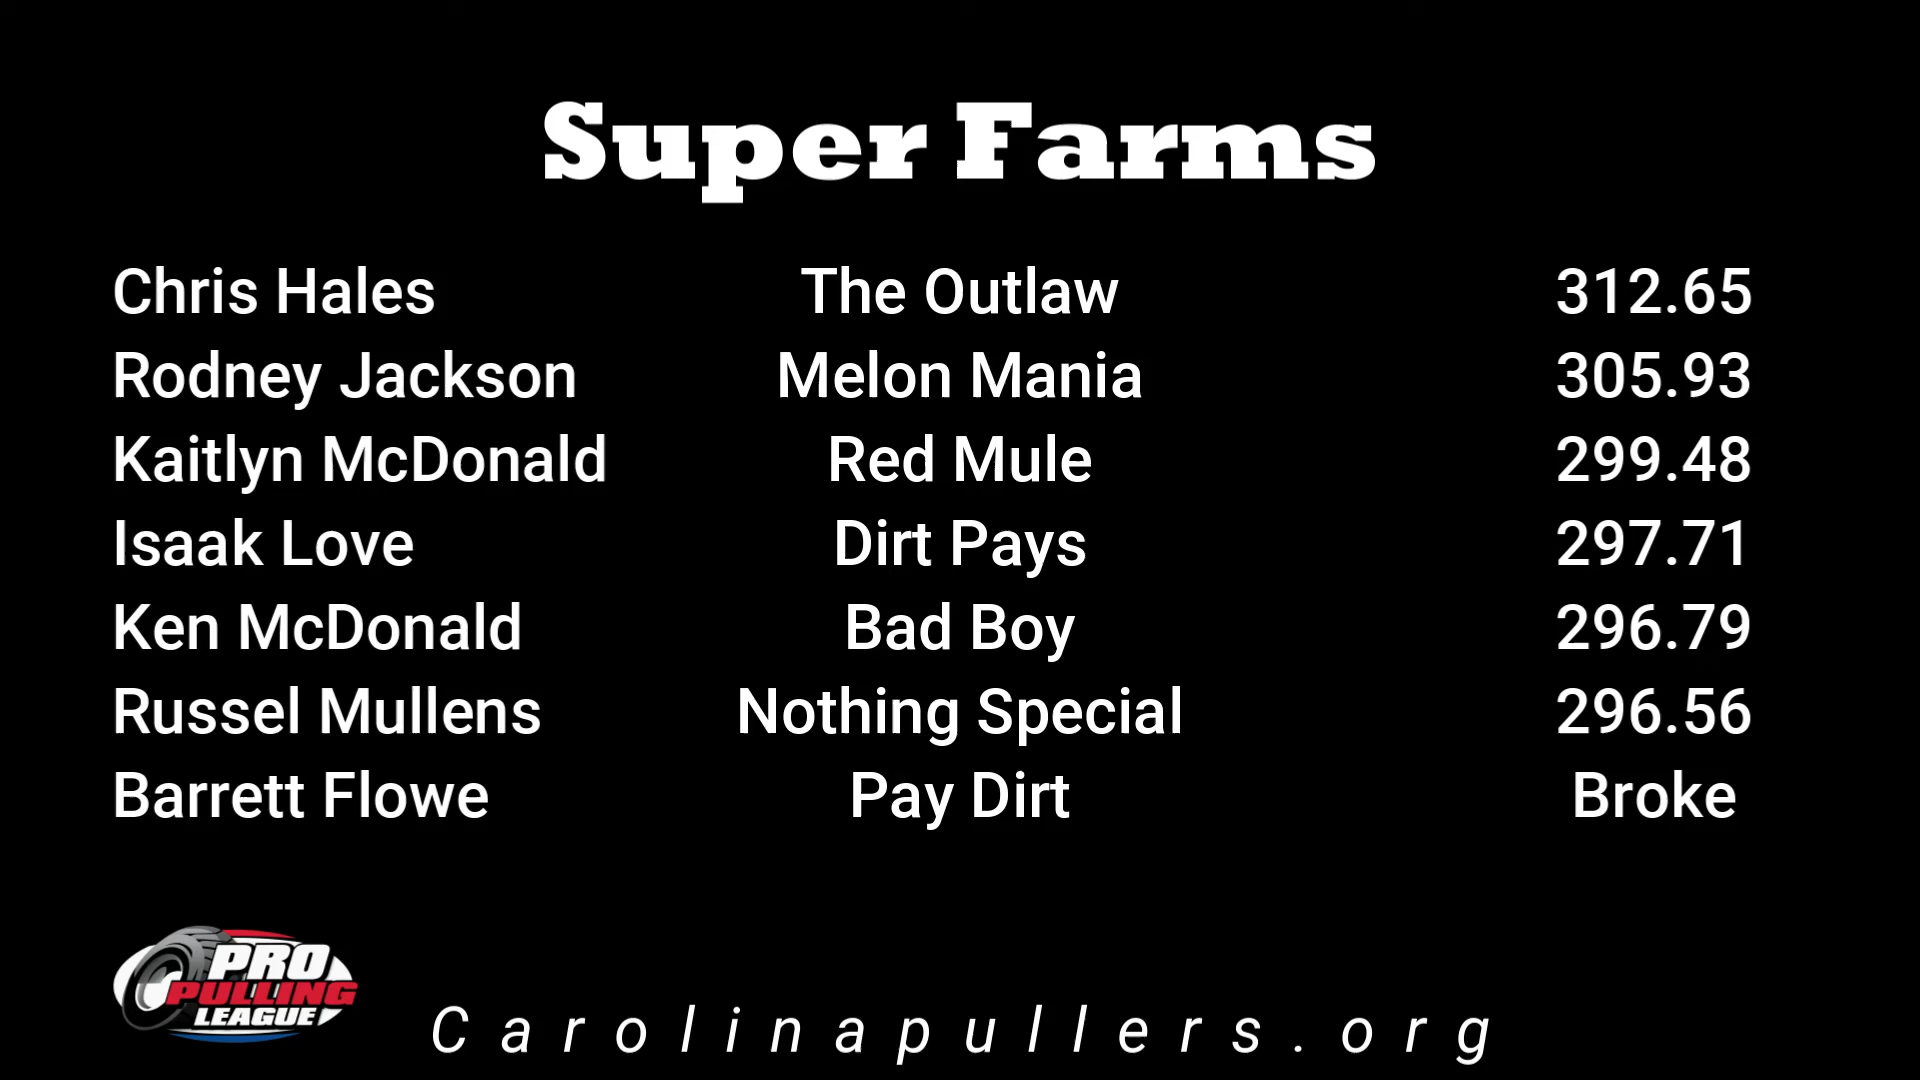 Super Farms
Chris Hales The Outlaw 312.65
Rodney Jackson Melon Mania 305.93
Kaitlyn McDonald Red Mule 299.48
Isaak Love Dirt Pays 297.71
Ken McDonald Bad Boy 296.79
Russel Mullens Nothing Special 296.56
Barrett Flowe Pay Dirt Broke
PRO
PULLING
LEAGUE
Carolinapullers.org